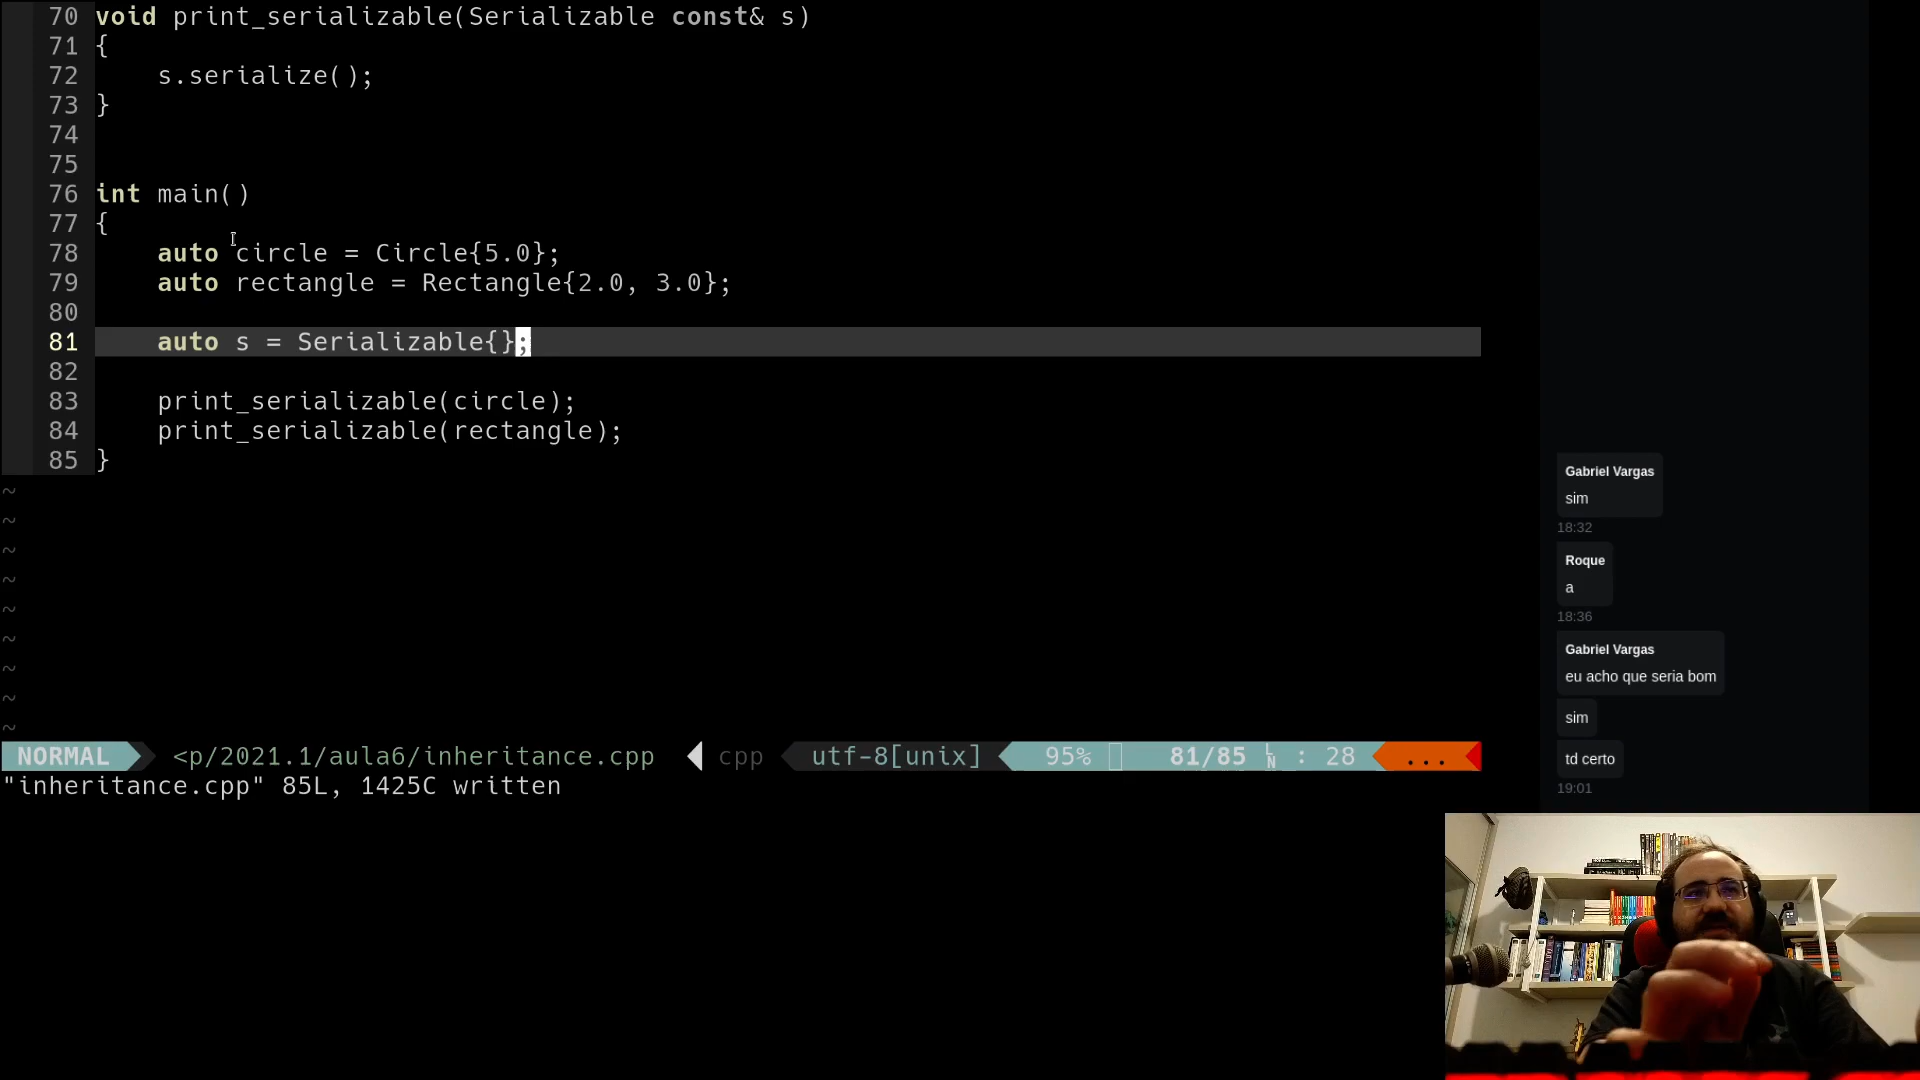 70 void print_serializable(Serializable const& s)
71 {
72     s.serialize();
73 }
74
75
76 int main()
77 {
78     auto circle = Circle{5.0};
79     auto rectangle = Rectangle{2.0, 3.0};
80
81     auto s = Serializable{};
82
83     print_serializable(circle);
84     print_serializable(rectangle);
85 }
~
~
~
~
~
~
~
~
~
NORMAL <p/2021.1/aula6/inheritance.cpp cpp utf-8[unix] 95% 81/85 LN : 28 ...
"inheritance.cpp" 85L, 1425C written
Gabriel Vargas
sim
18:32
Roque
a
18:36
Gabriel Vargas
eu acho que seria bom
sim
td certo
19:01